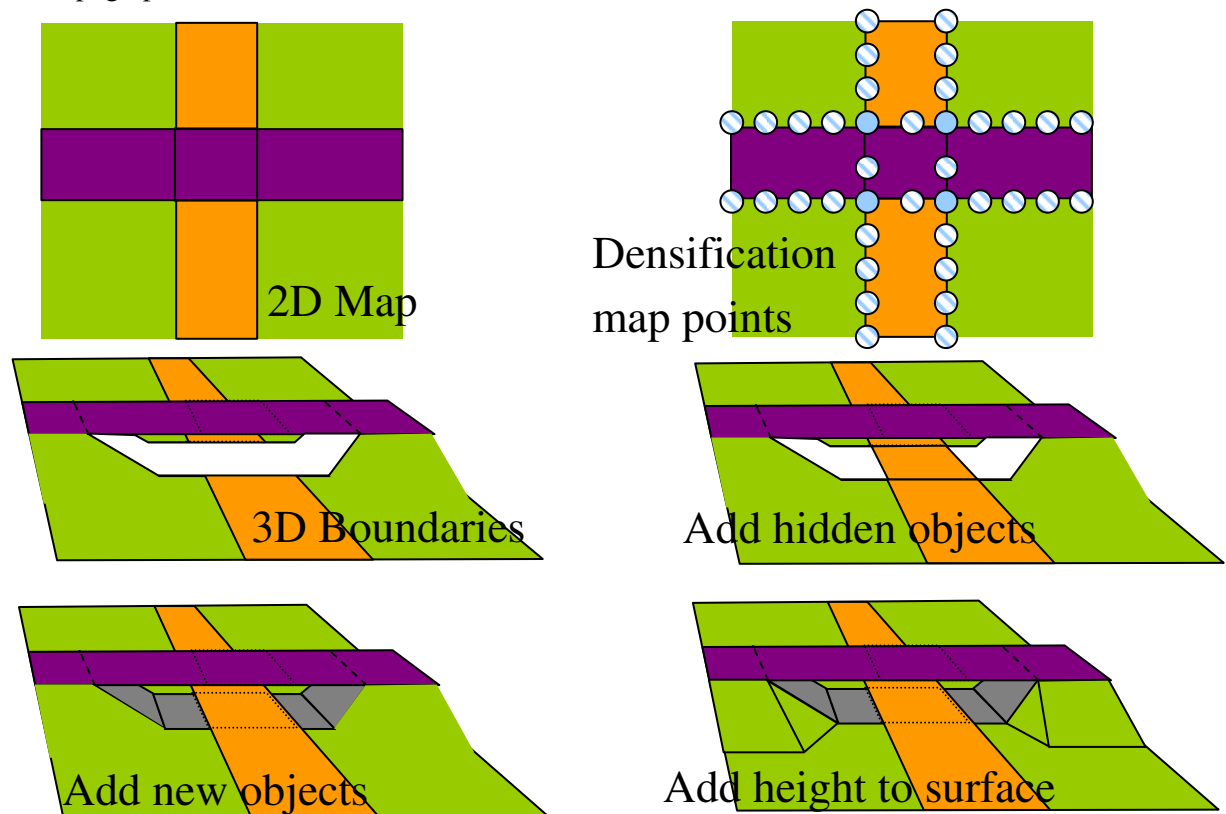 2D Map
Densification
map points
3D Boundaries
Add hidden objects
Add new objects
Add height to surface